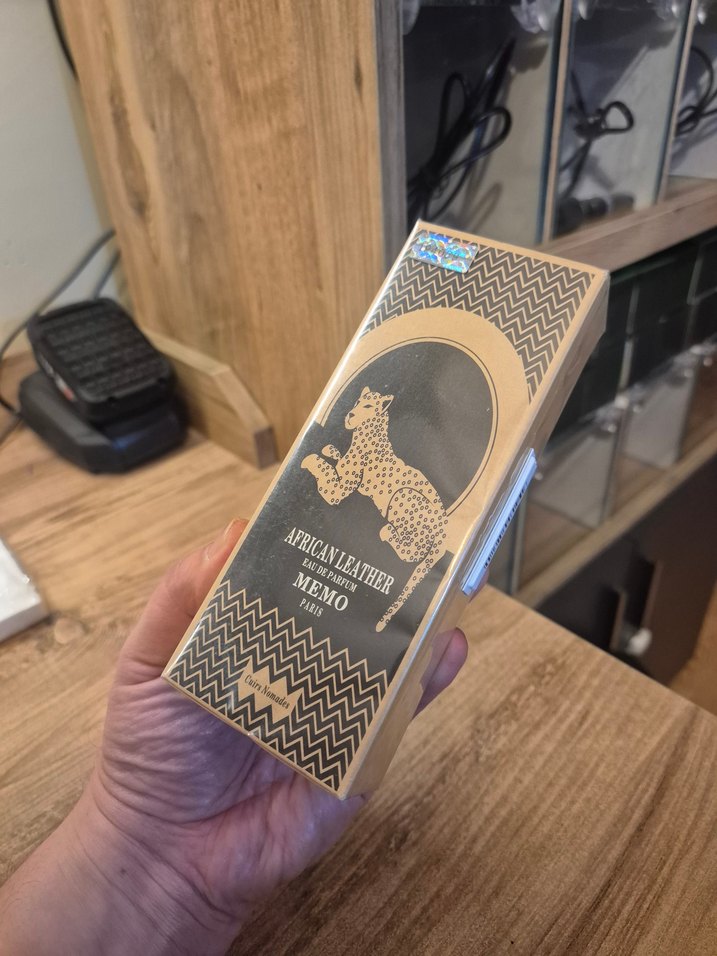 AFRICAN LEATHER
EAU DE PARFUM
MEMO
PARIS
Cuirs Nomades